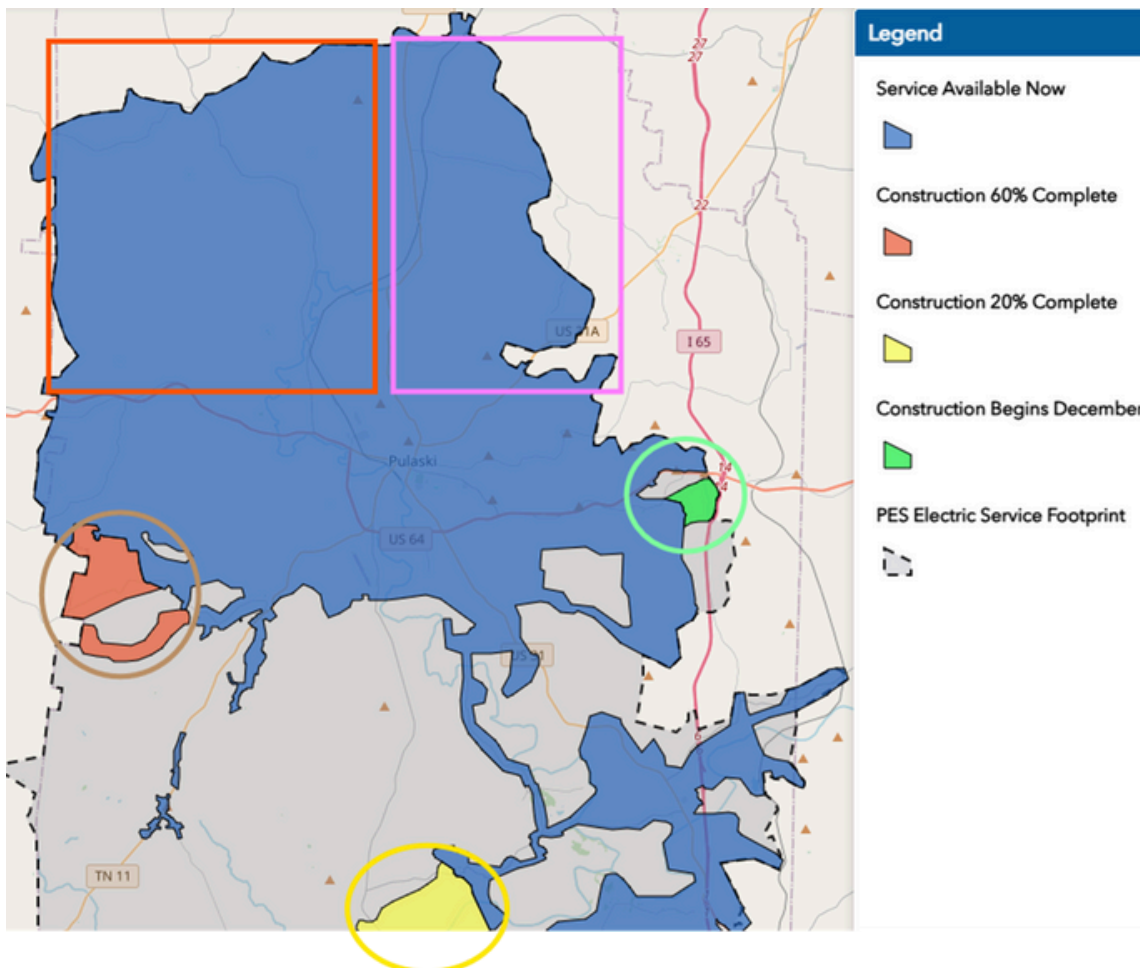 27
27
22
US 31A
I 65
14
Pulaski
US 64
US 31
6
TN 11
Legend
Service Available Now
Construction 60% Complete
Construction 20% Complete
Construction Begins December
PES Electric Service Footprint